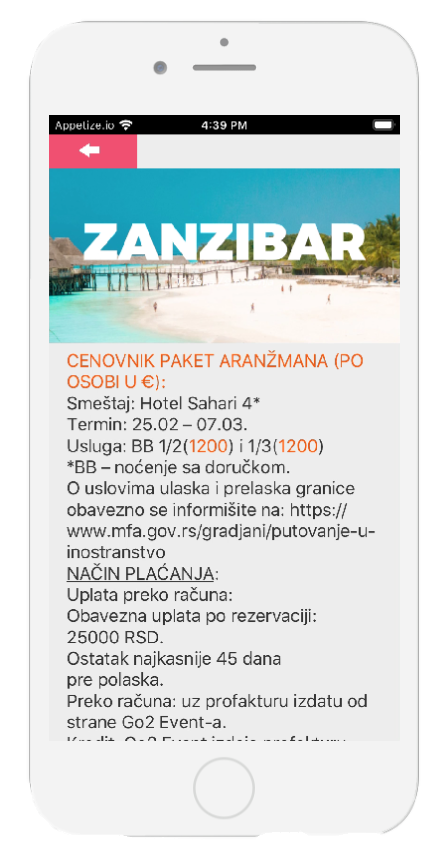 Appetize.io
4:39 PM
ZANZIBAR
CENOVNIK PAKET ARANŽMANA (PO
OSOBI U €):
Smeštaj: Hotel Sahari 4*
Termin: 25.02 – 07.03.
Usluga: BB 1/2(1200) i 1/3(1200)
*BB – noćenje sa doručkom.
O uslovima ulaska i prelaska granice
obavezno se informišite na: https://
www.mfa.gov.rs/gradjani/putovanje-u-
inostranstvo
NAČIN PLAĆANJA:
Uplata preko računa:
Obavezna uplata po rezervaciji:
25000 RSD.
Ostatak najkasnije 45 dana
pre polaska.
Preko računa: uz profakturu izdatu od
strane Go2 Event-a.